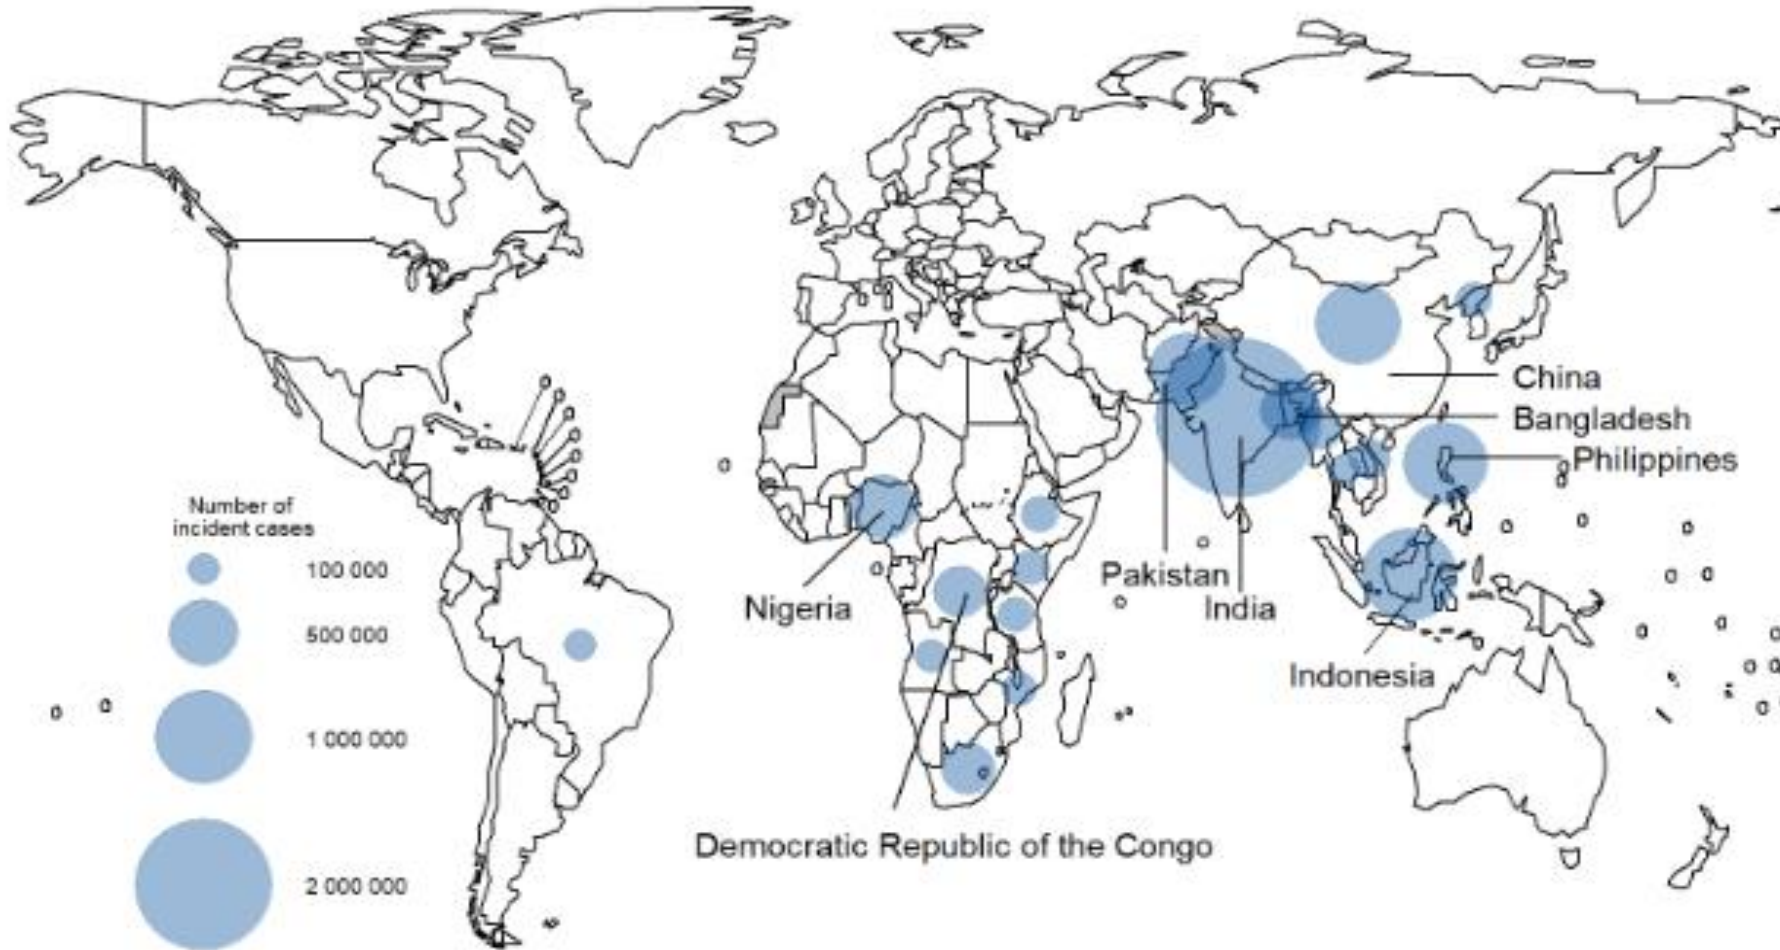 China
Bangladesh
Philippines
Number of
incident cases
100 000
Pakistan
Nigeria
India
500 000
Indonesia
1 000 000
Democratic Republic of the Congo
2 000 000